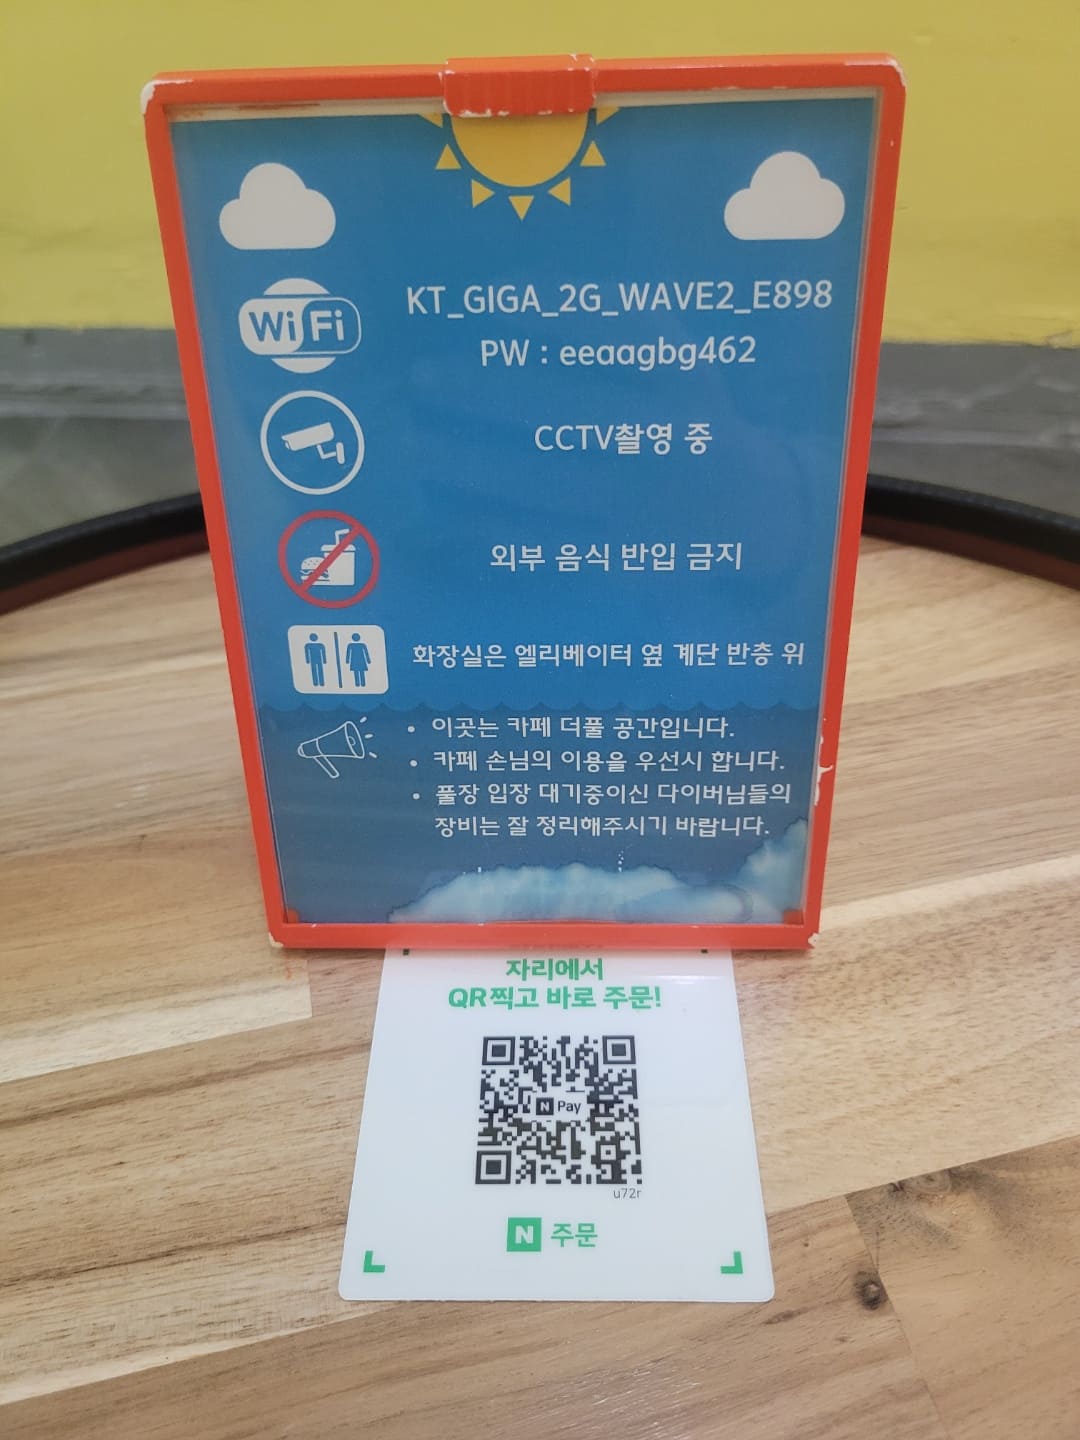 WiFi
KT_GIGA_2G_WAVE2_E898
PW : eeaagbg462
CCTV촬영 중
외부 음식 반입 금지
화장실은 엘리베이터 옆 계단 반층 위
• 이곳는 카페 더풀 공간입니다.
• 카페 손님의 이용을 우선시 합니다.
• 풀장 입장 대기중이신 다이버님들의
장비는 잘 정리해주시기 바랍니다.
자리에서
QR찍고 바로 주문!
N Pay
u72r
N 주문